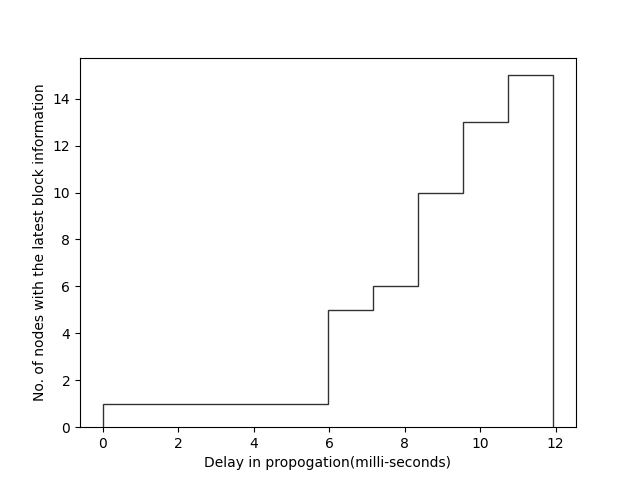 14
12
10
8
6
4
2
0
No. of nodes with the latest block information
0 2 4 6 8 10 12
Delay in propogation(milli-seconds)